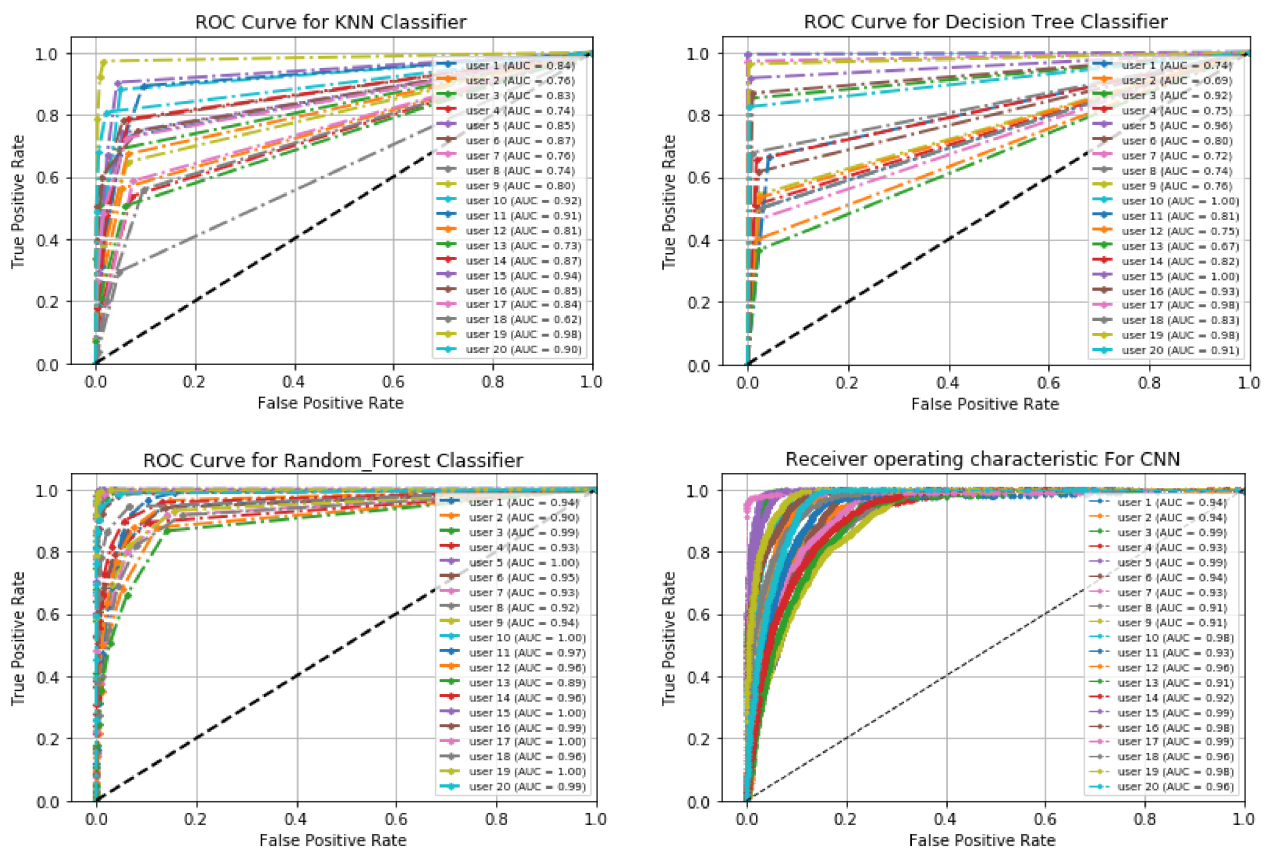 ROC Curve for KNN Classifier
True Positive Rate
1.0
0.8
0.6
0.4
0.2
0.0
user 1 (AUC = 0.84)
user 2 (AUC = 0.76)
user 3 (AUC = 0.83)
user 4 (AUC = 0.74)
user 5 (AUC = 0.85)
user 6 (AUC = 0.87)
user 7 (AUC = 0.76)
user 8 (AUC = 0.74)
user 9 (AUC = 0.80)
user 10 (AUC = 0.92)
user 11 (AUC = 0.91)
user 12 (AUC = 0.81)
user 13 (AUC = 0.73)
user 14 (AUC = 0.87)
user 15 (AUC = 0.94)
user 16 (AUC = 0.85)
user 17 (AUC = 0.84)
user 18 (AUC = 0.62)
user 19 (AUC = 0.98)
user 20 (AUC = 0.90)
0.0 0.2 0.4 0.6 0.8 1.0
False Positive Rate
ROC Curve for Decision Tree Classifier
True Positive Rate
1.0
0.8
0.6
0.4
0.2
0.0
user 1 (AUC = 0.74)
user 2 (AUC = 0.69)
user 3 (AUC = 0.92)
user 4 (AUC = 0.75)
user 5 (AUC = 0.96)
user 6 (AUC = 0.80)
user 7 (AUC = 0.72)
user 8 (AUC = 0.74)
user 9 (AUC = 0.76)
user 10 (AUC = 1.00)
user 11 (AUC = 0.81)
user 12 (AUC = 0.75)
user 13 (AUC = 0.67)
user 14 (AUC = 0.82)
user 15 (AUC = 1.00)
user 16 (AUC = 0.93)
user 17 (AUC = 0.98)
user 18 (AUC = 0.83)
user 19 (AUC = 0.98)
user 20 (AUC = 0.91)
0.0 0.2 0.4 0.6 0.8 1.0
False Positive Rate
ROC Curve for Random_Forest Classifier
True Positive Rate
1.0
0.8
0.6
0.4
0.2
0.0
user 1 (AUC = 0.94)
user 2 (AUC = 0.90)
user 3 (AUC = 0.99)
user 4 (AUC = 0.93)
user 5 (AUC = 1.00)
user 6 (AUC = 0.95)
user 7 (AUC = 0.93)
user 8 (AUC = 0.92)
user 9 (AUC = 0.94)
user 10 (AUC = 1.00)
user 11 (AUC = 0.97)
user 12 (AUC = 0.96)
user 13 (AUC = 0.89)
user 14 (AUC = 0.96)
user 15 (AUC = 1.00)
user 16 (AUC = 0.99)
user 17 (AUC = 1.00)
user 18 (AUC = 0.96)
user 19 (AUC = 1.00)
user 20 (AUC = 0.99)
0.0 0.2 0.4 0.6 0.8 1.0
False Positive Rate
Receiver operating characteristic For CNN
True Positive Rate
1.0
0.8
0.6
0.4
0.2
0.0
user 1 (AUC = 0.94)
user 2 (AUC = 0.94)
user 3 (AUC = 0.99)
user 4 (AUC = 0.93)
user 5 (AUC = 0.99)
user 6 (AUC = 0.94)
user 7 (AUC = 0.93)
user 8 (AUC = 0.91)
user 9 (AUC = 0.91)
user 10 (AUC = 0.98)
user 11 (AUC = 0.93)
user 12 (AUC = 0.96)
user 13 (AUC = 0.91)
user 14 (AUC = 0.92)
user 15 (AUC = 0.99)
user 16 (AUC = 0.98)
user 17 (AUC = 0.99)
user 18 (AUC = 0.96)
user 19 (AUC = 0.98)
user 20 (AUC = 0.96)
0.0 0.2 0.4 0.6 0.8 1.0
False Positive Rate